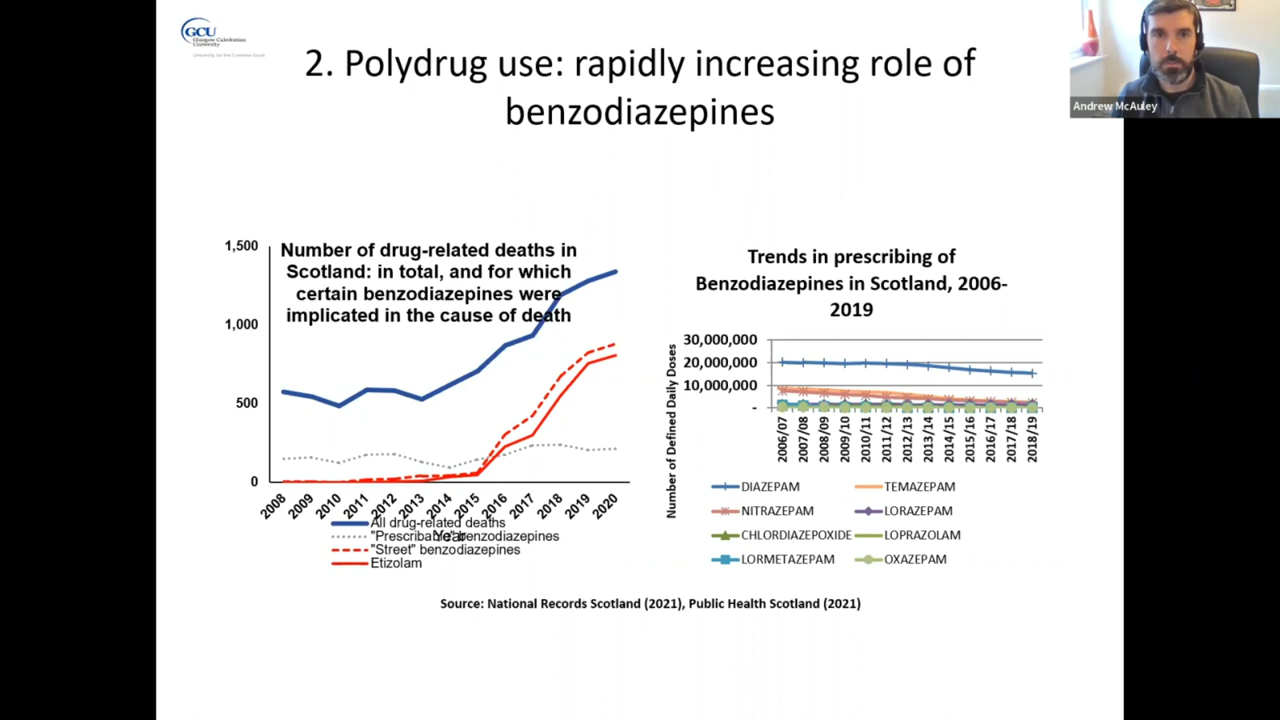 GCU
Glasgow Caledonian
University
University for the Common Good
2. Polydrug use: rapidly increasing role of
benzodiazepines
Andrew McAuley
Number of drug-related deaths in
Scotland: in total, and for which
certain benzodiazepines were
implicated in the cause of death
1,500
1,000
500
0
2008
2009
2010
2011
2012
2013
2014
2015
2016
2017
2018
2019
2020
Year
All drug-related deaths
"Prescribable" benzodiazepines
"Street" benzodiazepines
Etizolam
Trends in prescribing of
Benzodiazepines in Scotland, 2006-
2019
Number of Defined Daily Doses
30,000,000
20,000,000
10,000,000
-
2006/07
2007/08
2008/09
2009/10
2010/11
2011/12
2012/13
2013/14
2014/15
2015/16
2016/17
2017/18
2018/19
DIAZEPAM
TEMAZEPAM
NITRAZEPAM
LORAZEPAM
CHLORDIAZEPOXIDE
LOPRAZOLAM
LORMETAZEPAM
OXAZEPAM
Source: National Records Scotland (2021), Public Health Scotland (2021)